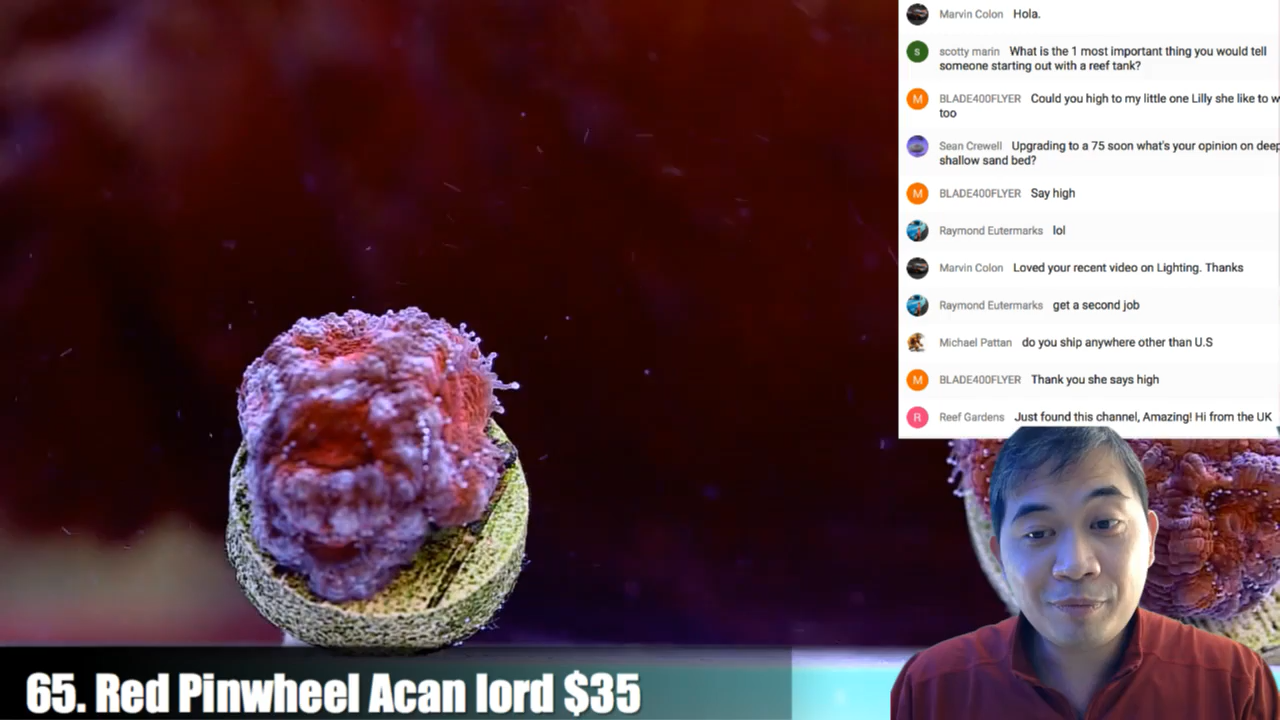 Marvin Colon Hola.
S scotty marin What is the 1 most important thing you would tell
someone starting out with a reef tank?
M BLADE400FLYER Could you high to my little one Lilly she like to w
too
Sean Crewell Upgrading to a 75 soon what's your opinion on deep
shallow sand bed?
M BLADE400FLYER Say high
Raymond Eutermarks lol
Marvin Colon Loved your recent video on Lighting. Thanks
Raymond Eutermarks get a second job
Michael Pattan do you ship anywhere other than U.S
M BLADE400FLYER Thank you she says high
R Reef Gardens Just found this channel, Amazing! Hi from the UK
65. Red Pinwheel Acan lord $35